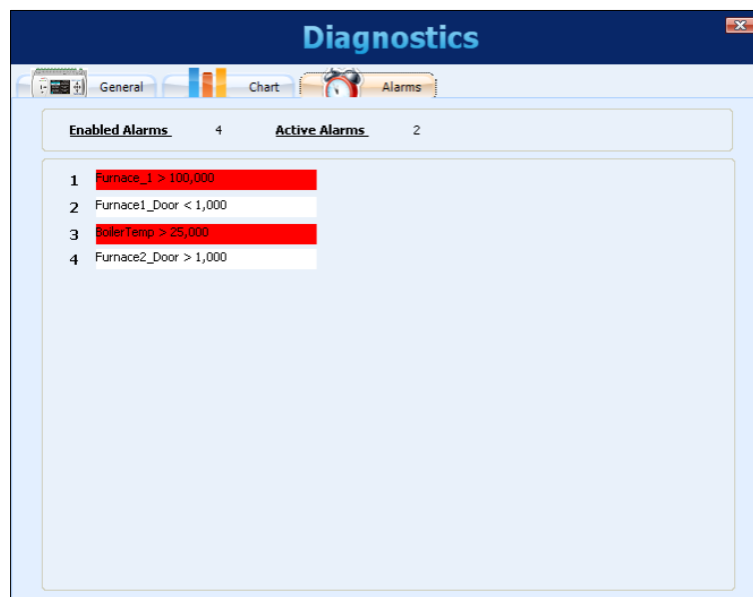 Diagnostics
General Chart Alarms
Enabled Alarms 4 Active Alarms 2
1 Furnace_1 > 100,000
2 Furnace1_Door < 1,000
3 BoilerTemp > 25,000
4 Furnace2_Door > 1,000